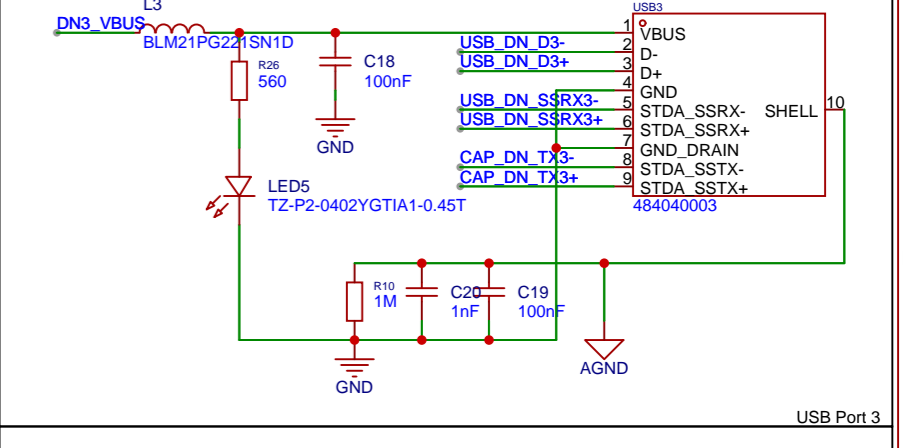 L3
USB3
DN3_VBUS
BLM21PG221SN1D
1
VBUS
USB_DN_D3-
2
D-
USB_DN_D3+
3
D+
R26
560
C18
100nF
4
GND
USB_DN_SSRX3-
5
STDA_SSRX-
SHELL
10
USB_DN_SSRX3+
6
STDA_SSRX+
GND
7
GND_DRAIN
CAP_DN_TX3-
8
STDA_SSTX-
CAP_DN_TX3+
9
STDA_SSTX+
LED5
TZ-P2-0402YGTIA1-0.45T
484040003
R10
1M
C20
1nF
C19
100nF
GND
AGND
USB Port 3